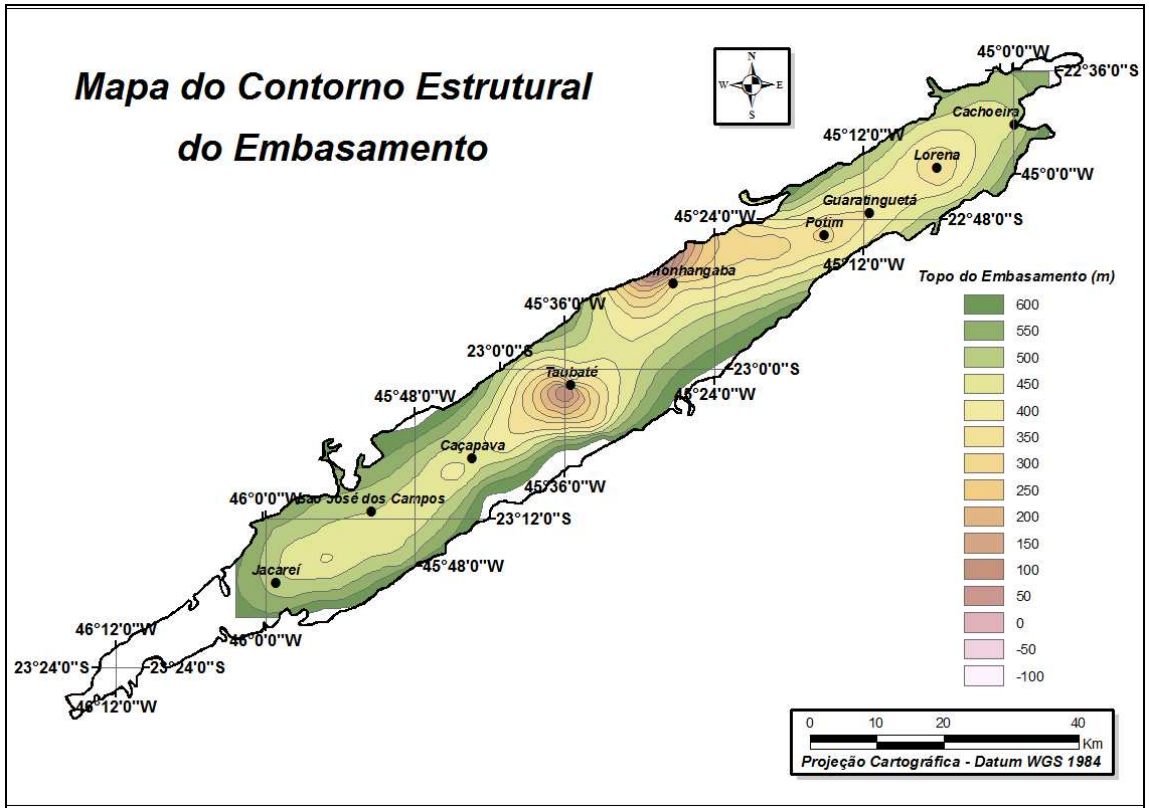 Mapa do Contorno Estrutural
do Embasamento
N
W E
S
45°0'0"W
22°36'0"S
Cachoeira
45°12'0"W
Lorena
45°0'0"W
Guaratinguetá
45°24'0"W
22°48'0"S
Potim
45°12'0"W
monhangaba
Topo do Embasamento (m)
600
550
500
450
400
350
300
250
200
150
100
50
0
-50
-100
45°36'0"W
23°0'0"S
23°0'0"S
Taubaté
45°24'0"W
45°48'0"W
Caçapava
45°36'0"W
46°0'0"W
são José dos Campos
23°12'0"S
45°48'0"W
Jacareí
46°0'0"W
46°12'0"W
23°24'0"S
23°24'0"S
46°12'0"W
0 10 20 40
Km
Projeção Cartográfica - Datum WGS 1984